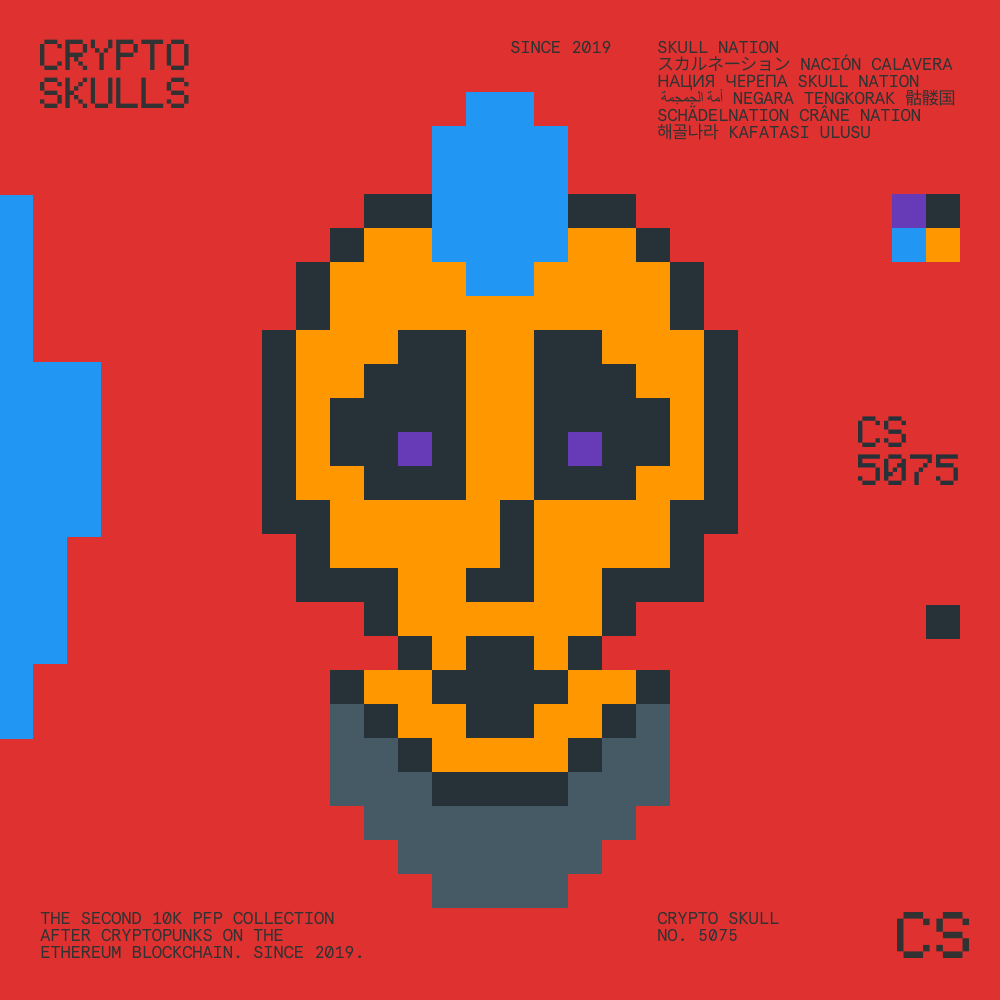 CRYPTO
SKULLS
SINCE 2019
SKULL NATION
スカルネーション NACIÓN CALAVERA
НАЦИЯ ЧЕРЕПА SKULL NATION
أمة الجمجمة NEGARA TENGKORAK 骷髅国
SCHÄDELNATION CRÂNE NATION
해골나라 KAFATASI ULUSU
CS
5075
THE SECOND 10K PFP COLLECTION
AFTER CRYPTOPUNKS ON THE
ETHEREUM BLOCKCHAIN. SINCE 2019.
CRYPTO SKULL
NO. 5075
CS